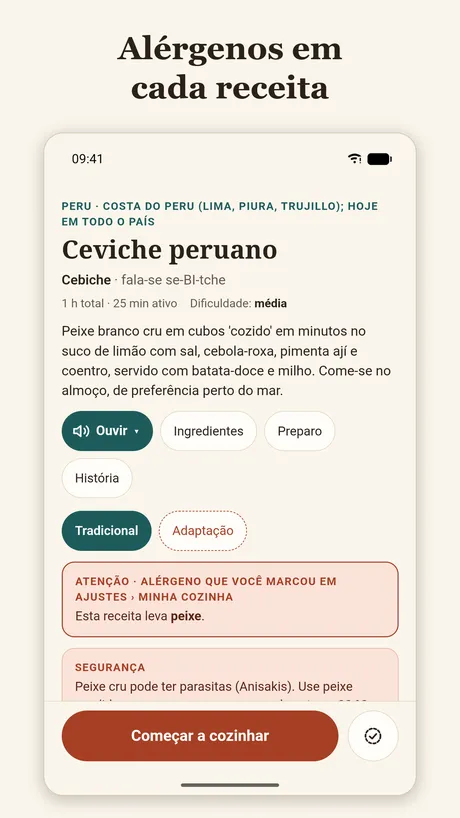 Alérgenos em
cada receita
09:41
PERU · COSTA DO PERU (LIMA, PIURA, TRUJILLO); HOJE
EM TODO O PAÍS
Ceviche peruano
Cebiche · fala-se se-BI-tche
1 h total · 25 min ativo Dificuldade: média
Peixe branco cru em cubos 'cozido' em minutos no
suco de limão com sal, cebola-roxa, pimenta ají e
coentro, servido com batata-doce e milho. Come-se no
almoço, de preferência perto do mar.
Ouvir
Ingredientes
Preparo
História
Tradicional
Adaptação
ATENÇÃO · ALÉRGENO QUE VOCÊ MARCOU EM
AJUSTES › MINHA COZINHA
Esta receita leva peixe.
SEGURANÇA
Peixe cru pode ter parasitas (Anisakis). Use peixe
Começar a cozinhar